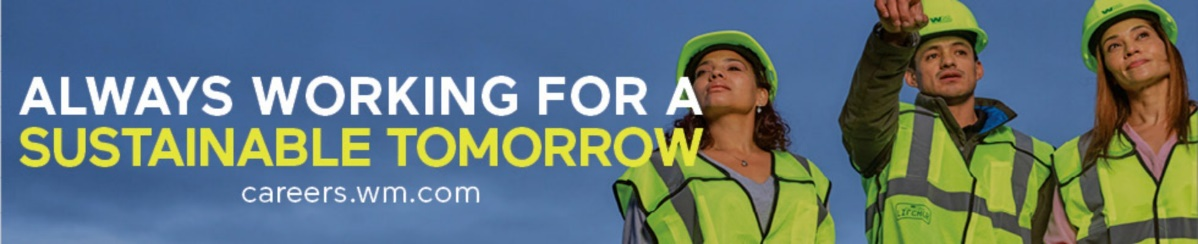 ALWAYS WORKING FOR A
SUSTAINABLE TOMORROW
careers.wm.com
W
W